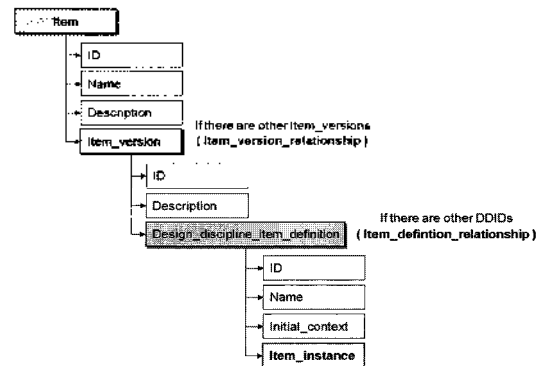 Item
ID
Name
Description
Item_version
If there are other Item_versions
( Item_version_relationship )
ID
Description
Design_discipline_Item_definition
If there are other DDIDs
( Item_defintion_relationship )
ID
Name
Initial_context
Item_instance